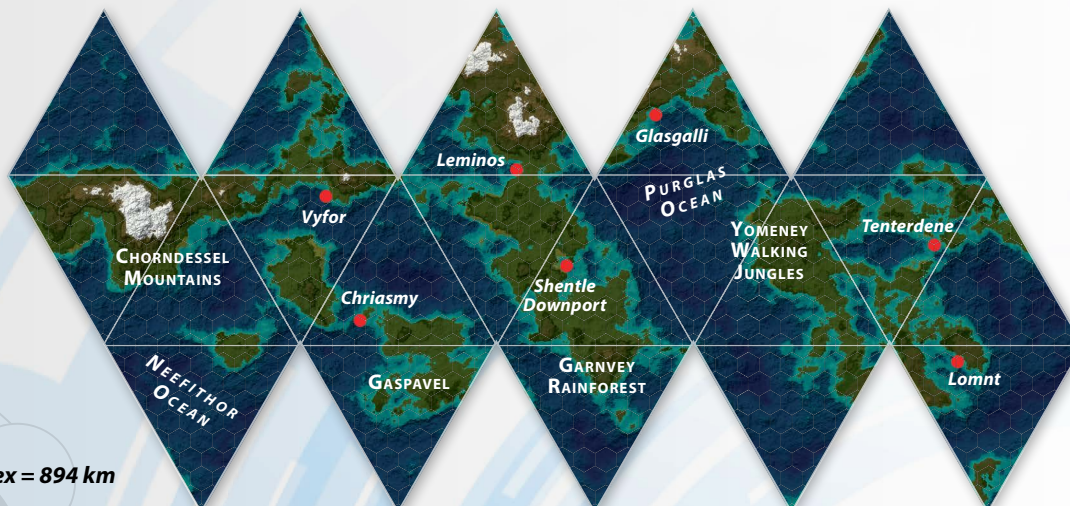 Glasgalli
Leminos
PURGLAS
OCEAN
Vyfor
Tenterdene
YOMENEY
WALKING
JUNGLES
CHORNDESSEL
MOUNTAINS
Shentle
Downport
Chriasmy
NEEFITHOR
OCEAN
GASPAVEL
GARNVEY
RAINFOREST
Lomnt
= 894 km